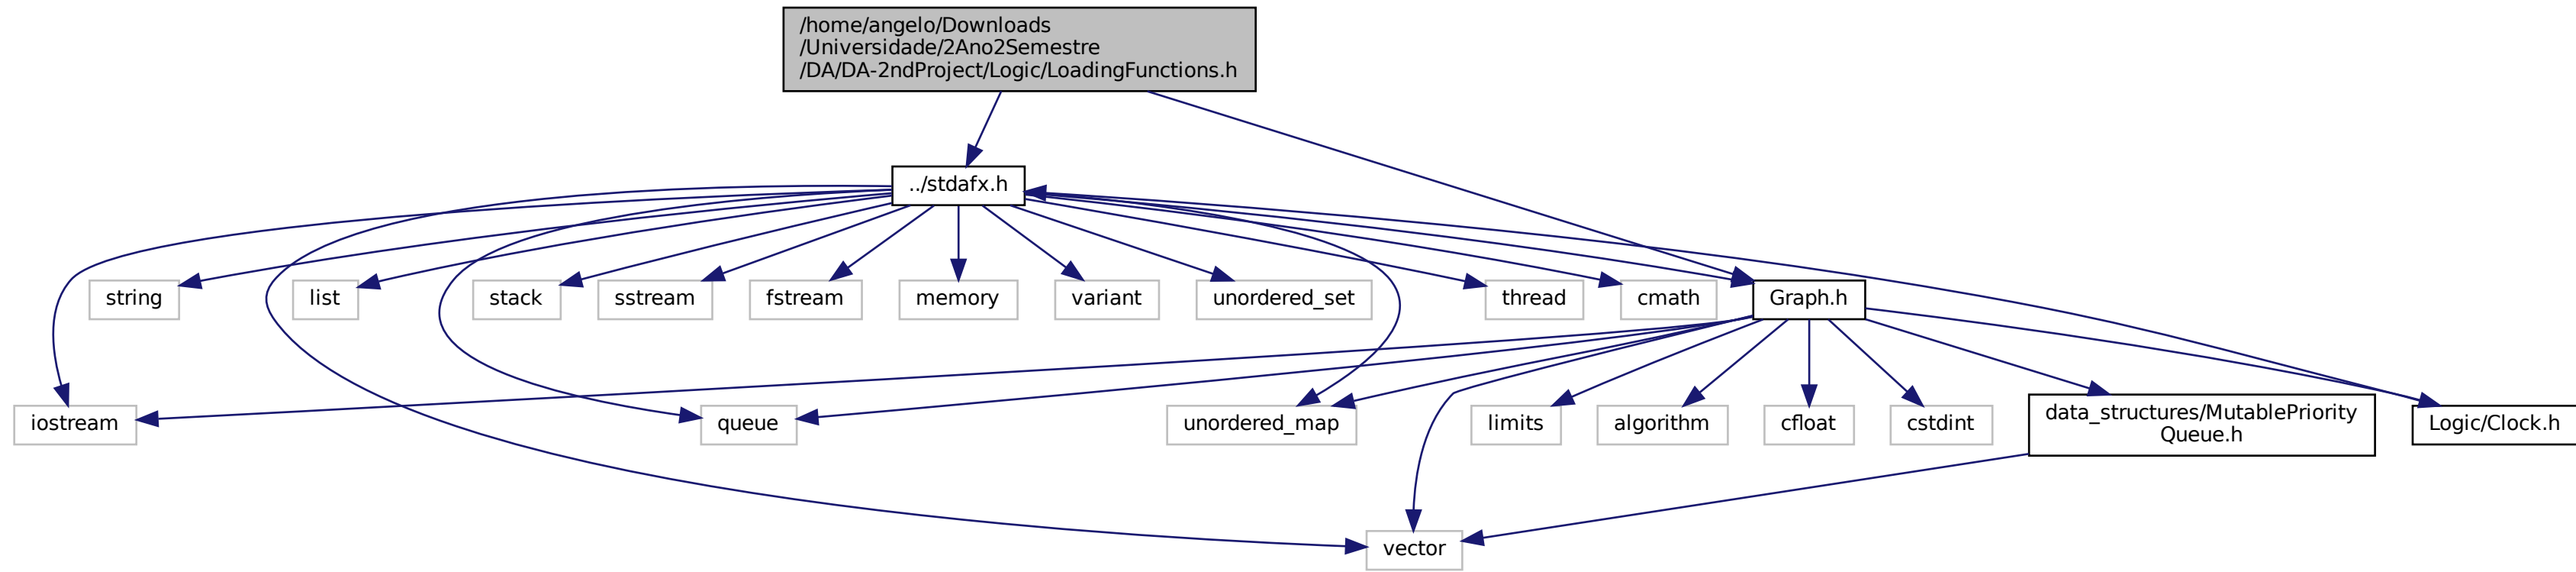 /home/angelo/Downloads
/Universidade/2Ano2Semestre
/DA/DA-2ndProject/Logic/LoadingFunctions.h
../stdafx.h
string
list
stack
sstream
fstream
memory
variant
unordered_set
thread
cmath
Graph.h
iostream
queue
unordered_map
limits
algorithm
cfloat
cstdint
data_structures/MutablePriority
Queue.h
Logic/Clock.h
vector